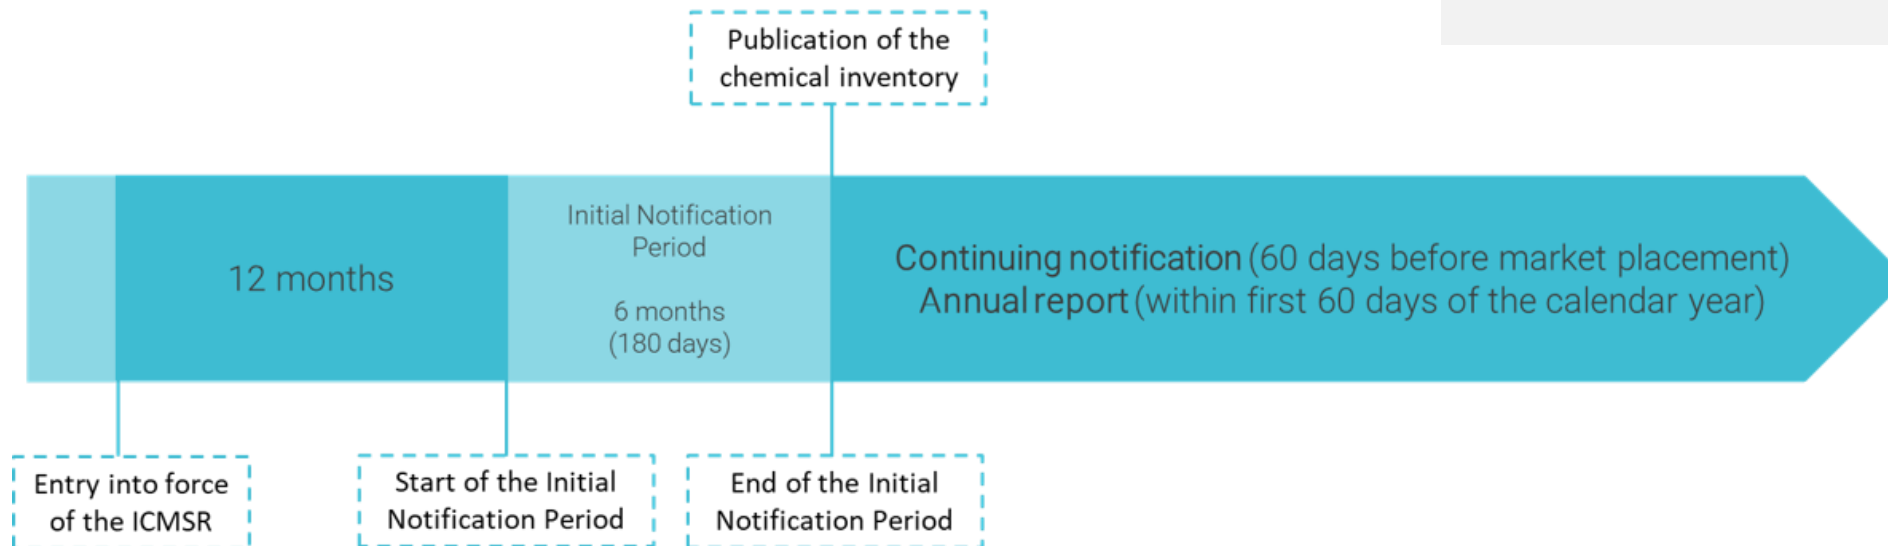 Publication of the
chemical inventory
12 months
Initial Notification
Period
6 months
(180 days)
Continuing notification (60 days before market placement)
Annual report (within first 60 days of the calendar year)
Entry into force
of the ICMSR
Start of the Initial
Notification Period
End of the Initial
Notification Period